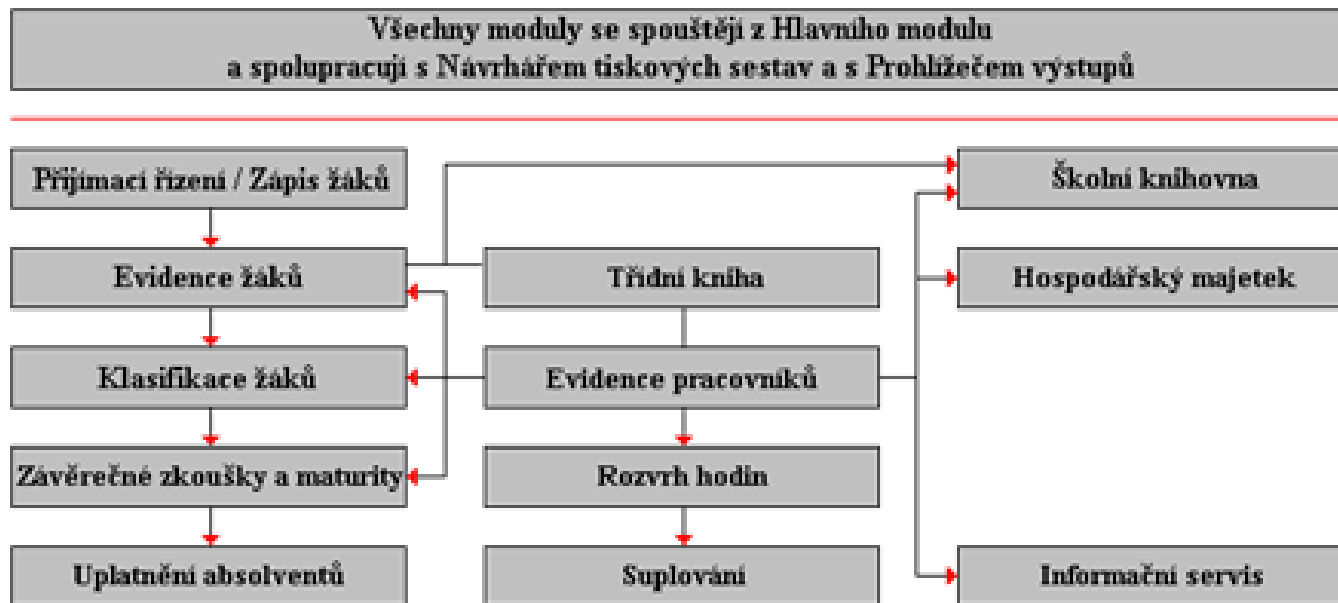 Všechny moduly se spouštějí z Hlavního modulu
a spolupracují s Návrhářem tiskových sestav a s Prohlížečem výstupů
Přijímací řízení / Zápis žáků
Školní knihovna
Evidence žáků
Třídní kniha
Hospodářský majetek
Klasifikace žáků
Evidence pracovníků
Závěrečné zkoušky a maturity
Rozvrh hodin
Uplatnění absolventů
Suplování
Informační servis